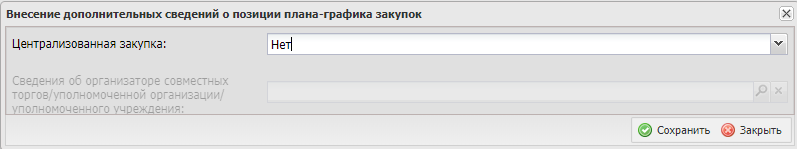 Внесение дополнительных сведений о позиции плана-графика закупок
Централизованная закупка: Нет
Сведения об организаторе совместных
торгов/уполномоченной организации/
уполномоченного учреждения:
Сохранить Закрыть